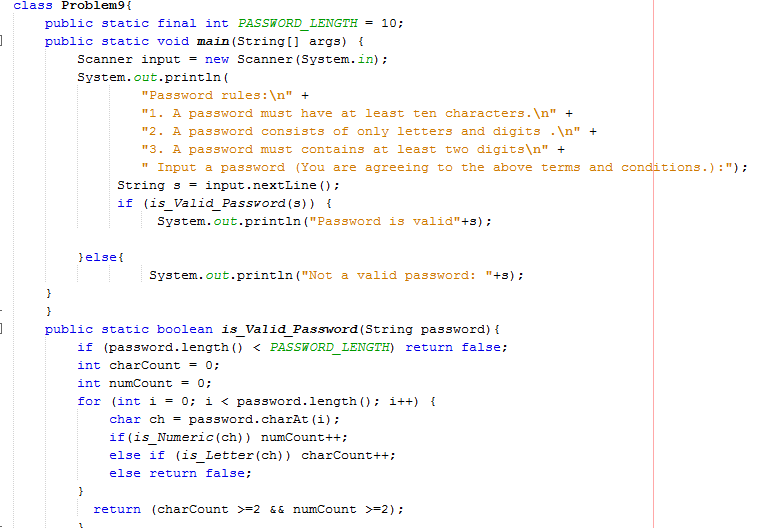 class Problem9{
    public static final int PASSWORD_LENGTH = 10;
    public static void main(String[] args) {
        Scanner input = new Scanner(System.in);
        System.out.println(
                "Password rules:\n" +
                "1. A password must have at least ten characters.\n" +
                "2. A password consists of only letters and digits .\n" +
                "3. A password must contains at least two digits\n" +
                " Input a password (You are agreeing to the above terms and conditions.):");
             String s = input.nextLine();
             if (is_Valid_Password(s)) {
                  System.out.println("Password is valid"+s);

        }else{
                 System.out.println("Not a valid password: "+s);
    }
    }
    public static boolean is_Valid_Password(String password){
        if (password.length() < PASSWORD_LENGTH) return false;
        int charCount = 0;
        int numCount = 0;
        for (int i = 0; i < password.length(); i++) {
            char ch = password.charAt(i);
            if(is_Numeric(ch)) numCount++;
            else if (is_Letter(ch)) charCount++;
            else return false;
        }
          return (charCount >=2 && numCount >=2);
        }